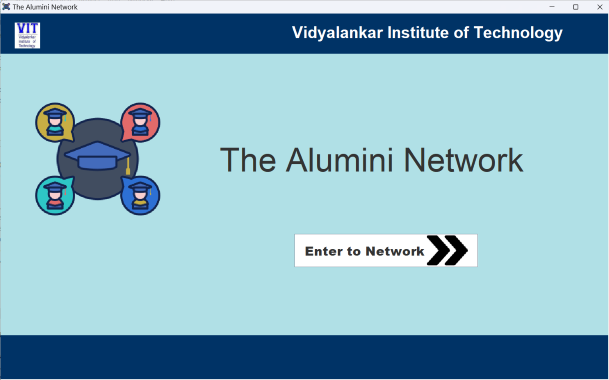 The Alumini Network
VIT
Vidyalankar
Institute of
Technology
Vidyalankar Institute of Technology
The Alumini Network
Enter to Network